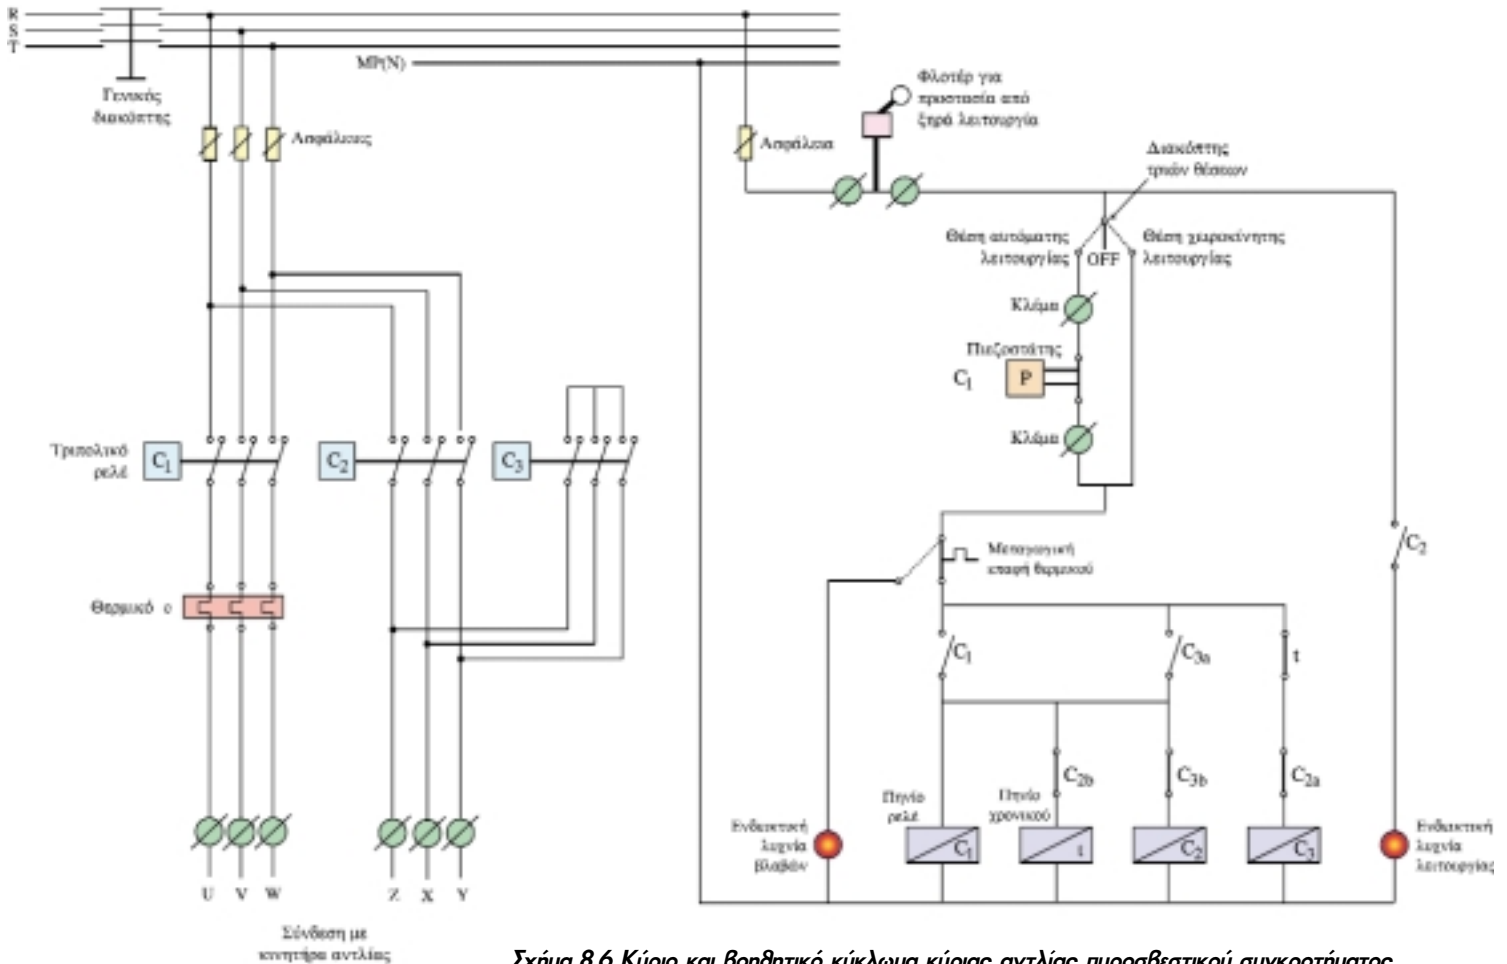 R
S
T
MP(N)
Γενικός
διακόπτης
Ασφάλειες
Ασφάλεια
Φλοτέρ για
προστασία από
ξηρά λειτουργία
Διακόπτης
τριών θέσεων
Θέση αυτόματης
λειτουργίας
OFF
Θέση χειροκίνητης
λειτουργίας
Κλέμα
Πιεζοστάτης
C1
P
Κλέμα
Τριπολικό
ρελέ
C1
C2
C3
Θερμικό e
Μεταγωγική
επαφή θερμικού
C2
C1
C3a
t
C2b
C3b
C2a
Πηνίο
ρελέ
Πηνίο
χρονικού
C1
t
C2
C3
Ενδεικτική
λυχνία
βλαβών
Ενδεικτική
λυχνία
λειτουργίας
U V W Z X Y
Σύνδεση με
κινητήρα αντλίας
Σχήμα 8.6 Κύριο και βοηθητικό κύκλωμα κύριας αντλίας πυροσβεστικού συγκροτήματος